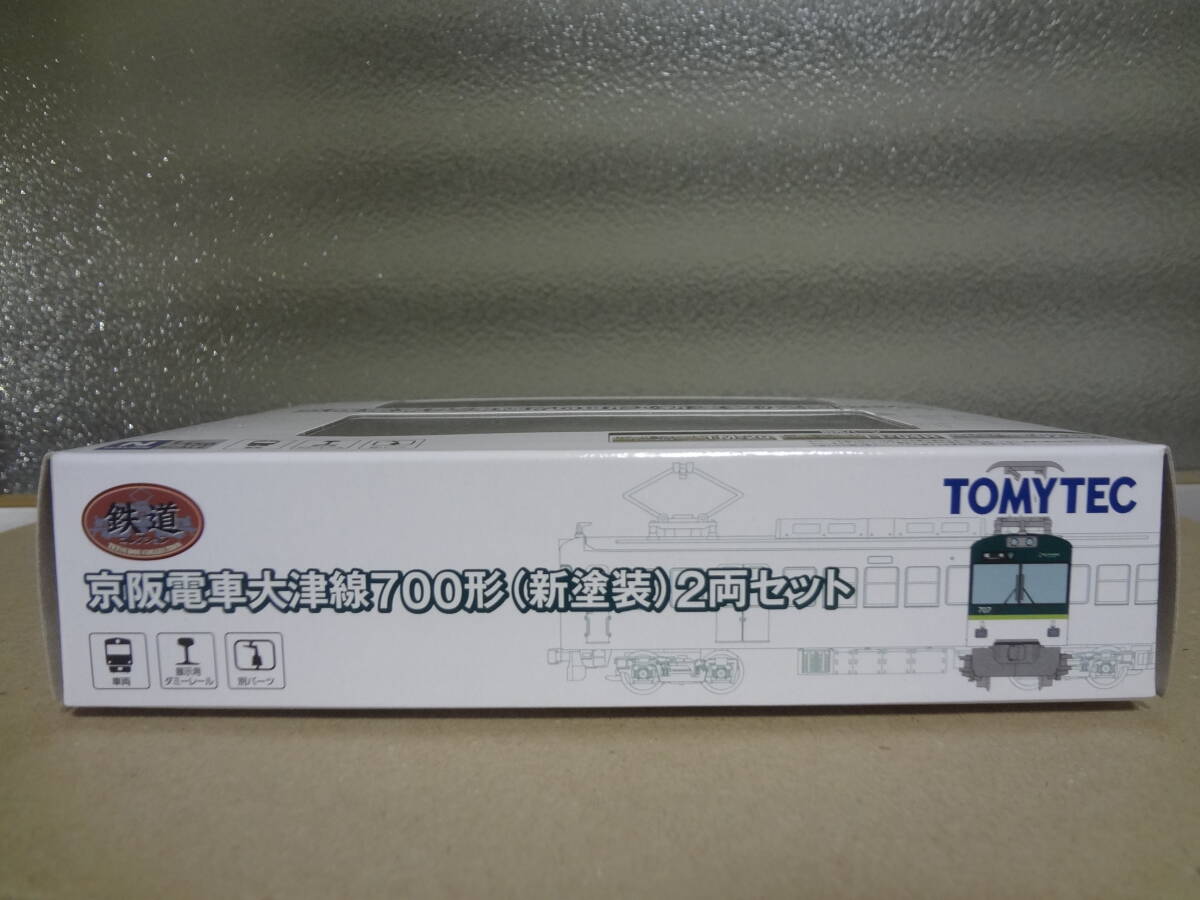 TOMYTEC
鉄道
京阪電車大津線700形（新塗装）2両セット
707
車両
展示用
ダミーレール
別パーツ